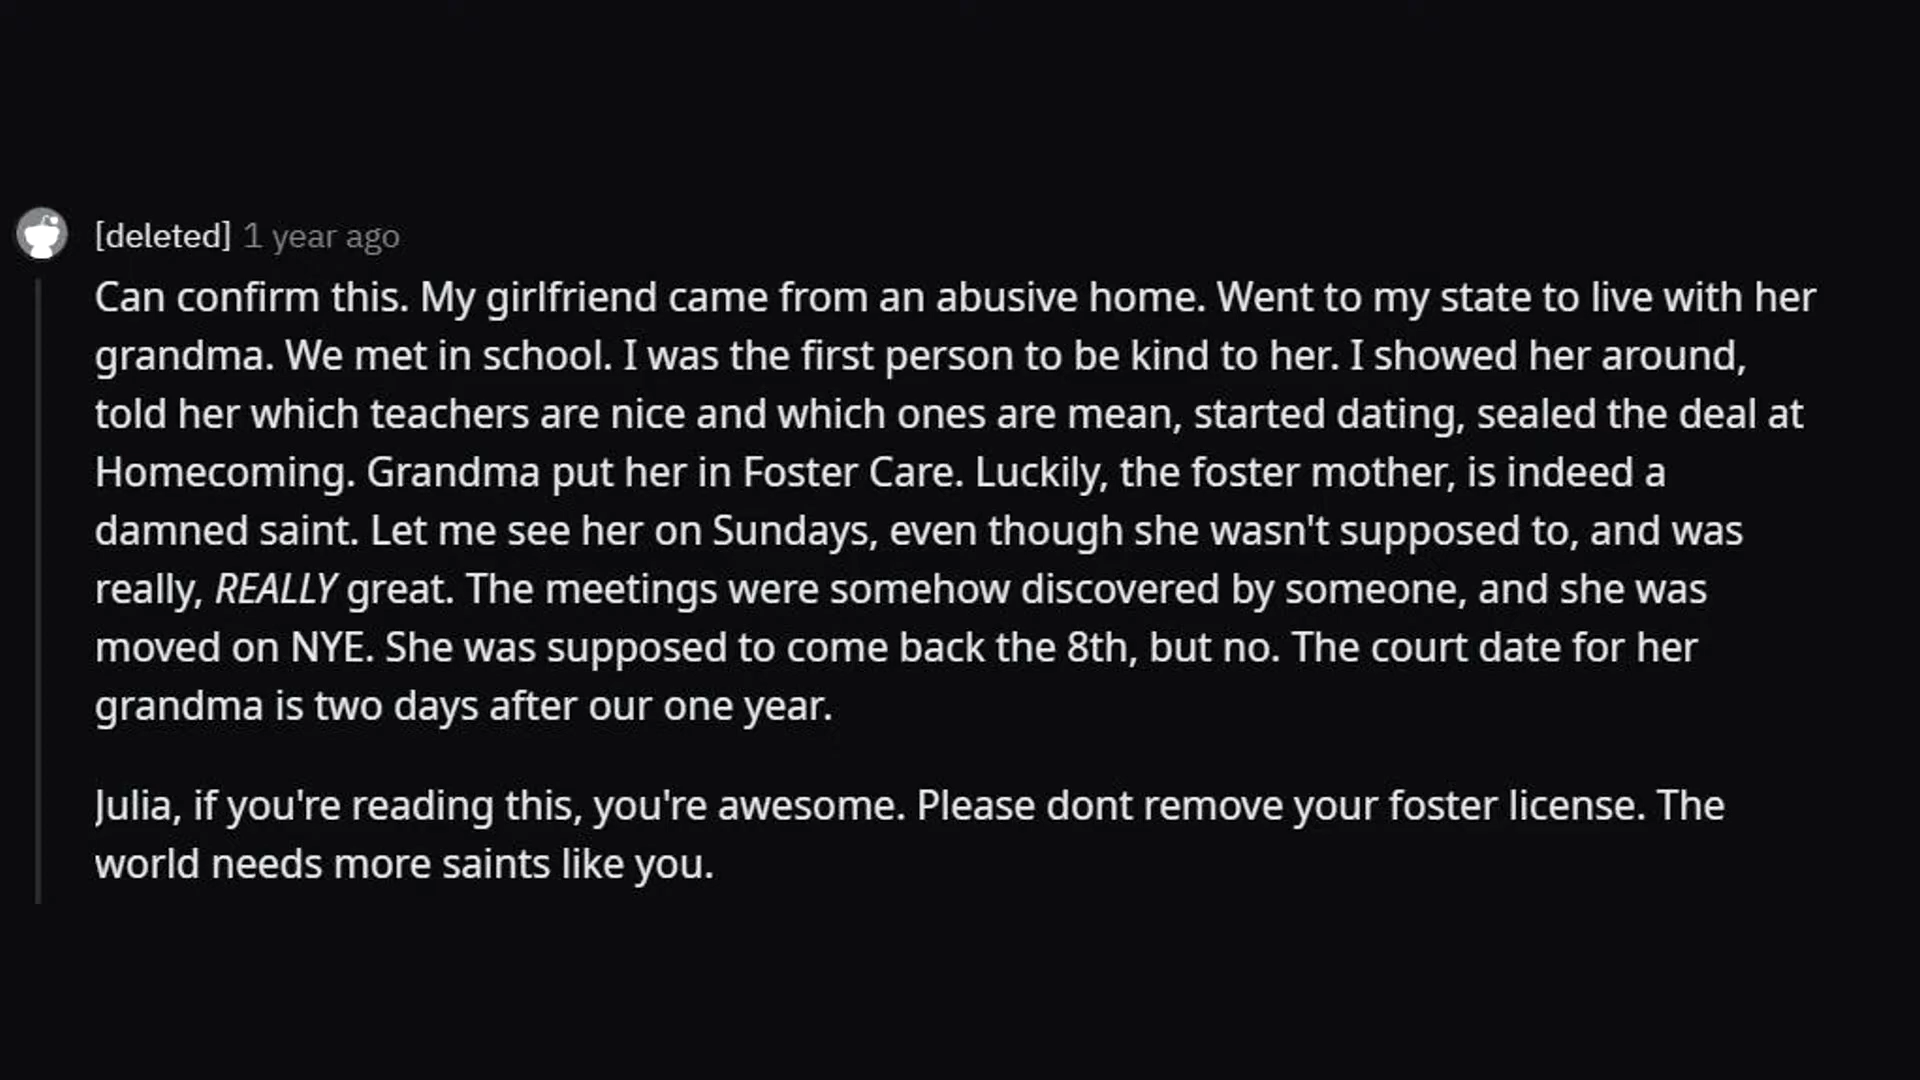 [deleted] 1 year ago
Can confirm this. My girlfriend came from an abusive home. Went to my state to live with her
grandma. We met in school. I was the first person to be kind to her. I showed her around,
told her which teachers are nice and which ones are mean, started dating, sealed the deal at
Homecoming. Grandma put her in Foster Care. Luckily, the foster mother, is indeed a
damned saint. Let me see her on Sundays, even though she wasn't supposed to, and was
really, REALLY great. The meetings were somehow discovered by someone, and she was
moved on NYE. She was supposed to come back the 8th, but no. The court date for her
grandma is two days after our one year.
Julia, if you're reading this, you're awesome. Please dont remove your foster license. The
world needs more saints like you.